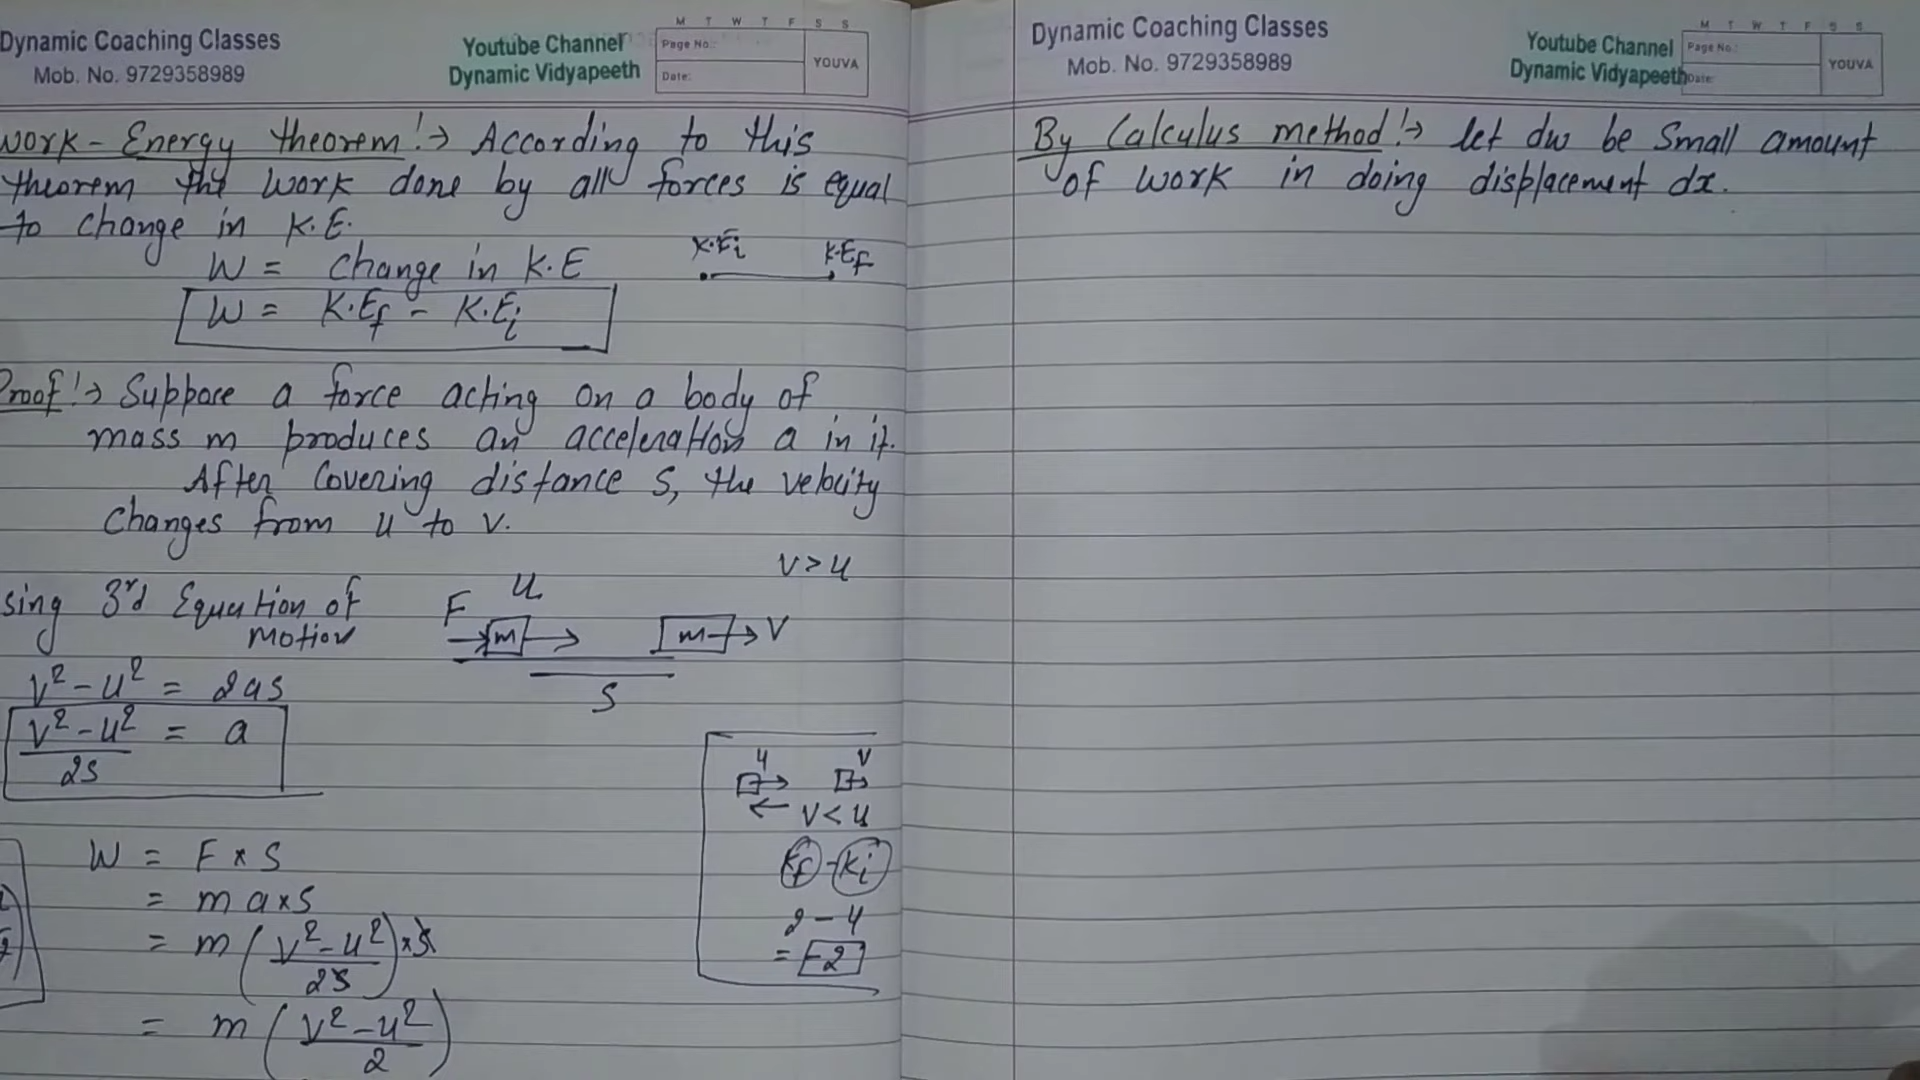 Dynamic Coaching Classes
Mob. No. 9729358989
Youtube Channel
Dynamic Vidyapeeth
M T W T F S S
Page No.:
Date:
YOUVA
Work - Energy theorem :→ According to this
theorem the work done by all forces is equal
to change in K.E.
W = change in K.E
K.Ei K.Ef
W = K.Ef - K.Ei
Proof :→ Suppose a force acting on a body of
mass m produces an acceleration a in it.
After Covering distance S, the velocity
Changes from u to v.
v > u
sing 3rd Equation of
motion
F u
m m v
S
v² - u² = 2as
v² - u² / 2s = a
u v
v < u
Kf - Ki
2 - 4
= -2
W = F × S
= m a × s
= m (v² - u² / 2s) × s
= m (v² - u² / 2)
Dynamic Coaching Classes
Mob. No. 9729358989
Youtube Channel
Dynamic Vidyapeeth
M T W T F S S
Page No.:
Date:
YOUVA
By Calculus method :→ let dw be Small amount
of work in doing displacement dx.